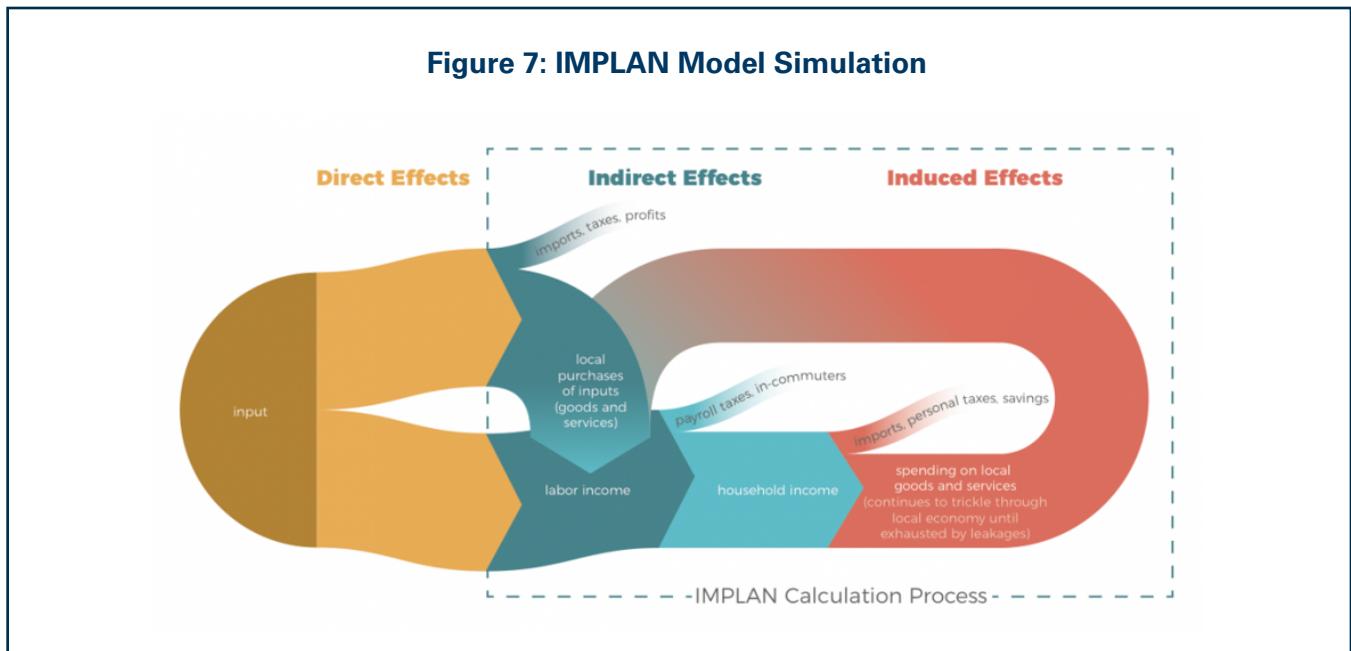 Figure 7: IMPLAN Model Simulation
Direct Effects
Indirect Effects
Induced Effects
imports, taxes, profits
input
local
purchases
of inputs
(goods and
services)
payroll taxes, in-commuters
imports, personal taxes, savings
labor income
household income
spending on local
goods and services
(continues to trickle through
local economy until
exhausted by leakages)
IMPLAN Calculation Process